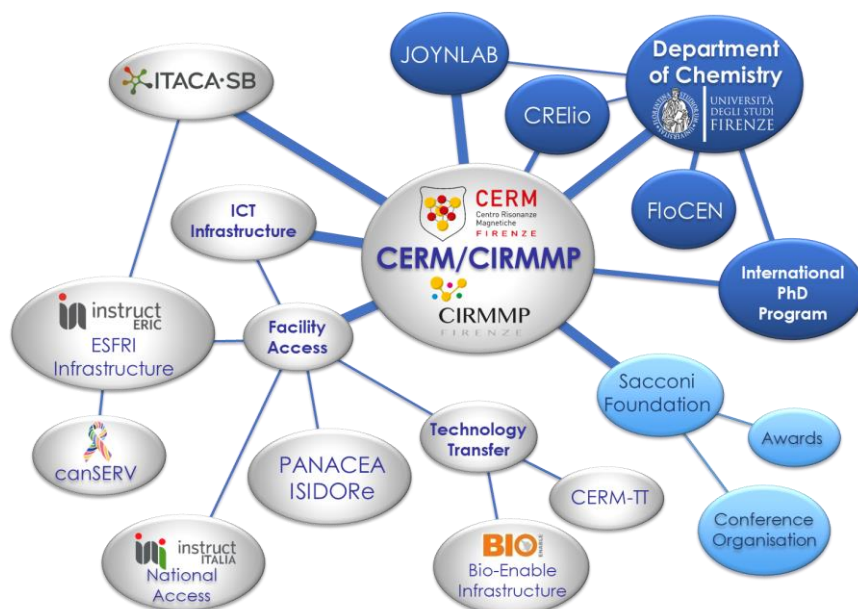 JOYNLAB
Department
of Chemistry
UNIVERSITÀ
DEGLI STUDI
FIRENZE
ITACA·SB
CRElio
FloCEN
ICT
Infrastructure
CERM
Centro Risonanze
Magnetiche
FIRENZE
CERM/CIRMMP
CIRMMP
FIRENZE
International
PhD
Program
instruct
ERIC
ESFRI
Infrastructure
Facility
Access
Sacconi
Foundation
Awards
Conference
Organisation
canSERV
PANACEA
ISIDORe
Technology
Transfer
CERM-TT
instruct
ITALIA
National
Access
BIO
ENABLE
Bio-Enable
Infrastructure